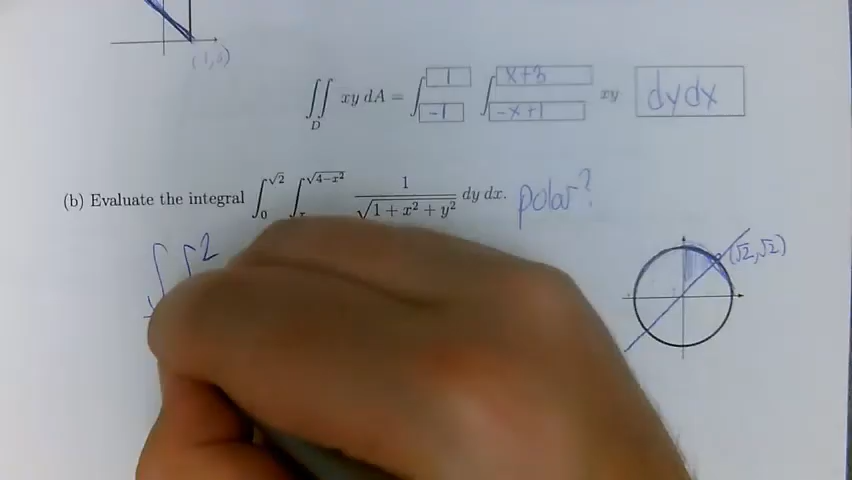 (1,0)
∬_D xy dA = ∫_{-1}^{1} ∫_{-x+1}^{x+3} xy dydx
(b) Evaluate the integral ∫_0^{√2} ∫_x^{√(4-x²)} 1/√(1+x²+y²) dy dx. polar?
(√2,√2)
∫ ∫^2